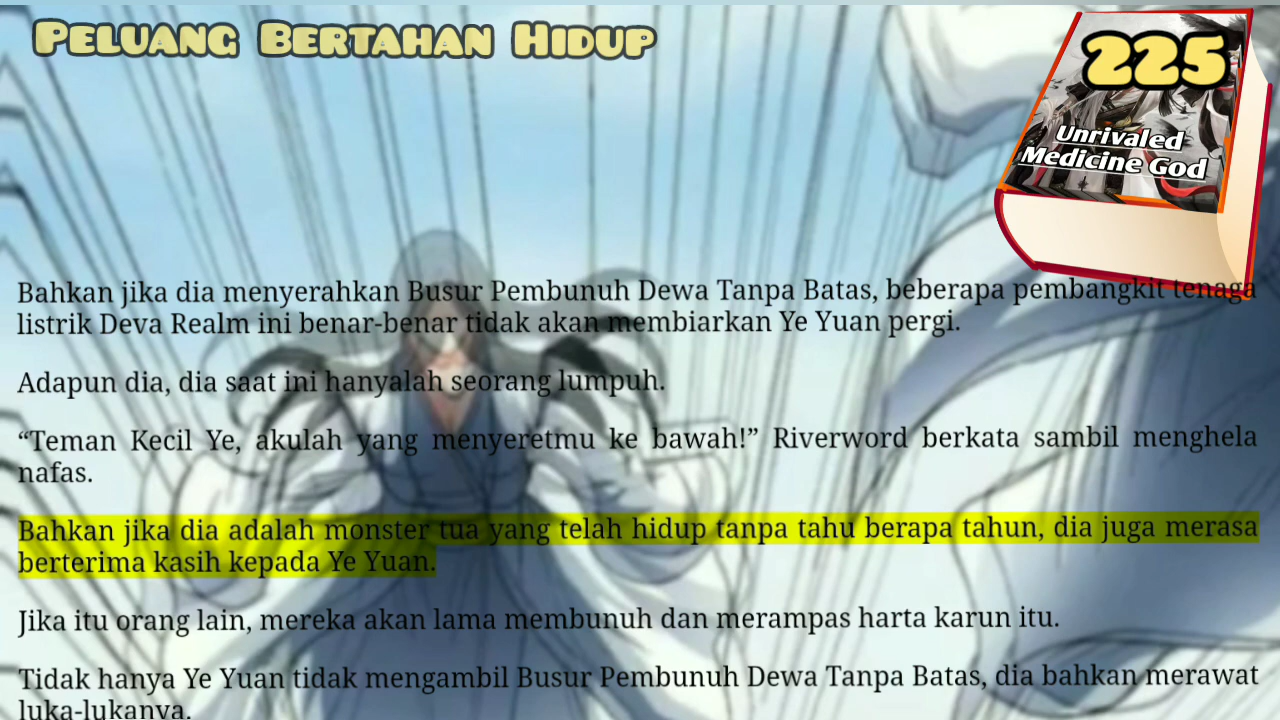 Peluang Bertahan Hidup
225
Unrivaled
Medicine God
Bahkan jika dia menyerahkan Busur Pembunuh Dewa Tanpa Batas, beberapa pembangkit tenaga
listrik Deva Realm ini benar-benar tidak akan membiarkan Ye Yuan pergi.
Adapun dia, dia saat ini hanyalah seorang lumpuh.
“Teman Kecil Ye, akulah yang menyeretmu ke bawah!” Riverword berkata sambil menghela
nafas.
Bahkan jika dia adalah monster tua yang telah hidup tanpa tahu berapa tahun, dia juga merasa
berterima kasih kepada Ye Yuan.
Jika itu orang lain, mereka akan lama membunuh dan merampas harta karun itu.
Tidak hanya Ye Yuan tidak mengambil Busur Pembunuh Dewa Tanpa Batas, dia bahkan merawat
luka-lukanya.